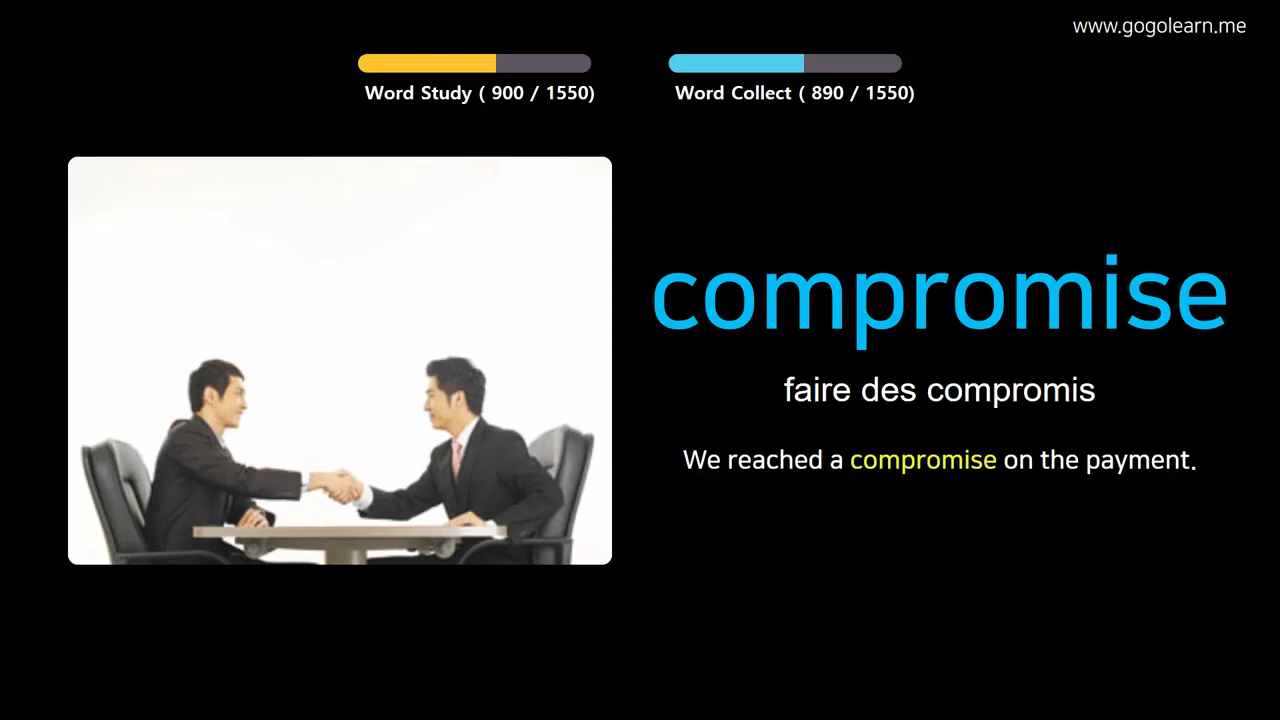 www.gogolearn.me
Word Study ( 900 / 1550)
Word Collect ( 890 / 1550)
compromise
faire des compromis
We reached a compromise on the payment.